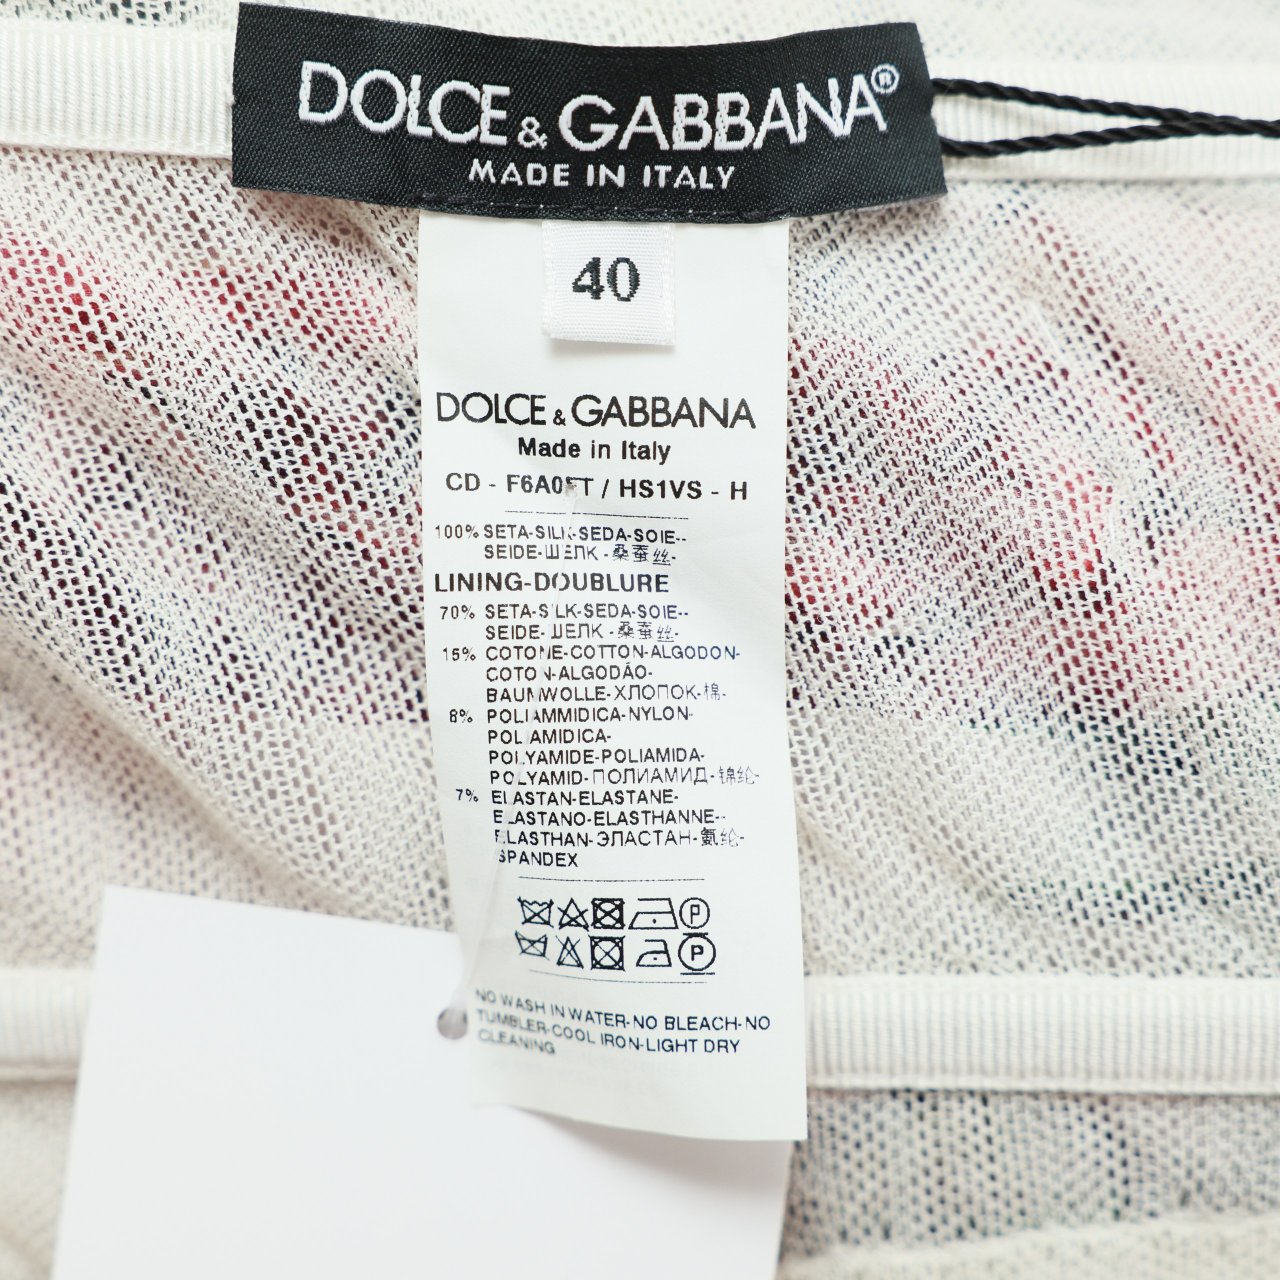 DOLCE & GABBANA®
MADE IN ITALY
40
DOLCE & GABBANA
Made in Italy
CD - F6A0ET / HS1VS - H
100% SETA-SILK-SEDA-SOIE--
SEIDE-ШЕЛК -桑蚕丝-
LINING-DOUBLURE
70% SETA-SILK-SEDA-SOIE--
SEIDE-ШЕЛК -桑蚕丝-
15% COTONE-COTTON-ALGODON-
COTON-ALGODÃO-
BAUMWOLLE-ХЛОПОК-棉-
8% POLIAMMIDICA-NYLON-
POLIAMIDICA-
POLYAMIDE-POLIAMIDA-
POLYAMID-ПОЛИАМИД-锦纶-
7% ELASTAN-ELASTANE-
ELASTANO-ELASTHANNE--
ELASTHAN-ЭЛАСТАН-氨纶-
SPANDEX
P
P
NO WASH IN WATER-NO BLEACH-NO
TUMBLER-COOL IRON-LIGHT DRY
CLEANING